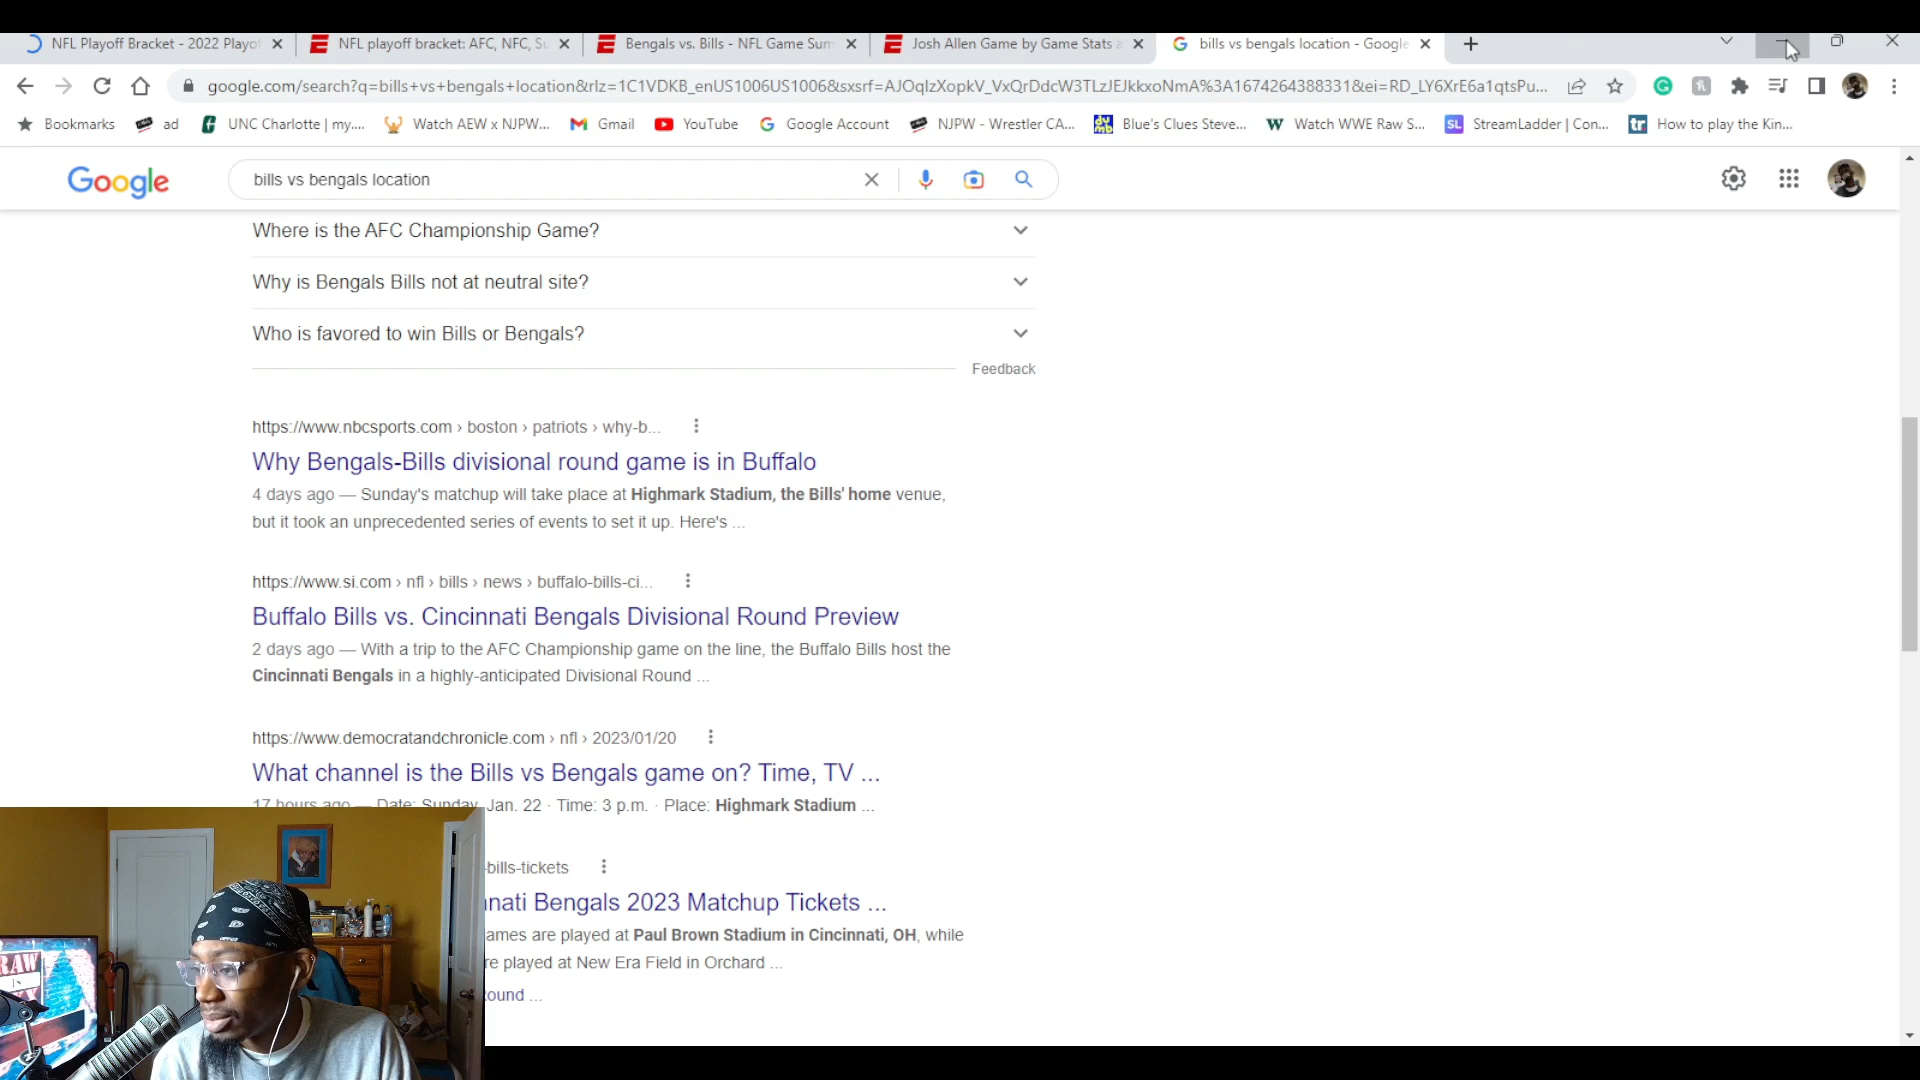 NFL Playoff Bracket - 2022 Playo
NFL playoff bracket: AFC, NFC, S
Bengals vs. Bills - NFL Game Sum
Josh Allen Game by Game Stats a
bills vs bengals location - Google
google.com/search?q=bills+vs+bengals+location&rlz=1C1VDKB_enUS1006US1006&sxsrf=AJOqlzXopkV_VxQrDdcW3TLzJEJkkxoNmA%3A1674264388331&ei=RD_LY6XrE6a1qtsPu...
Bookmarks
ad
UNC Charlotte | my....
Watch AEW x NJPW...
Gmail
YouTube
Google Account
NJPW - Wrestler CA...
Blue's Clues Steve...
Watch WWE Raw S...
StreamLadder | Con...
How to play the Kin...
Google
bills vs bengals location
Where is the AFC Championship Game?
Why is Bengals Bills not at neutral site?
Who is favored to win Bills or Bengals?
Feedback
https://www.nbcsports.com › boston › patriots › why-b...
Why Bengals-Bills divisional round game is in Buffalo
4 days ago — Sunday's matchup will take place at Highmark Stadium, the Bills' home venue,
but it took an unprecedented series of events to set it up. Here's ...
https://www.si.com › nfl › bills › news › buffalo-bills-ci...
Buffalo Bills vs. Cincinnati Bengals Divisional Round Preview
2 days ago — With a trip to the AFC Championship game on the line, the Buffalo Bills host the
Cincinnati Bengals in a highly-anticipated Divisional Round ...
https://www.democratandchronicle.com › nfl › 2023/01/20
What channel is the Bills vs Bengals game on? Time, TV ...
17 hours ago — Date: Sunday, Jan. 22 · Time: 3 p.m. · Place: Highmark Stadium ...
-bills-tickets
nnati Bengals 2023 Matchup Tickets ...
ames are played at Paul Brown Stadium in Cincinnati, OH, while
re played at New Era Field in Orchard ...
ound ...
RAW
IS